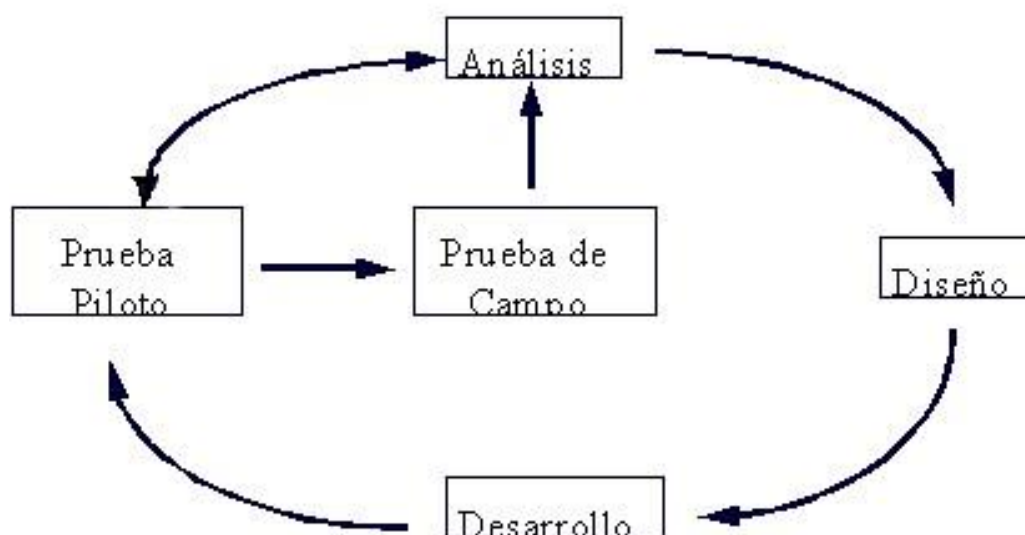 Análisis
Prueba
Piloto
Prueba de
Campo
Diseño
Desarrollo